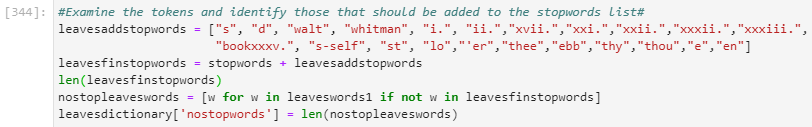 [344]: #Examine the tokens and identify those that should be added to the stopwords list#
leavesaddstopwords = ["s", "d", "walt", "whitman", "i.", "ii.","xvii.","xxi.","xxii.","xxxii.","xxxiii.",
"bookxxxv.", "s-self", "st", "lo","'er","thee","ebb","thy","thou","e","en"]
leavesfinstopwords = stopwords + leavesaddstopwords
len(leavesfinstopwords)
nostopleaveswords = [w for w in leaveswords1 if not w in leavesfinstopwords]
leavesdictionary['nostopwords'] = len(nostopleaveswords)